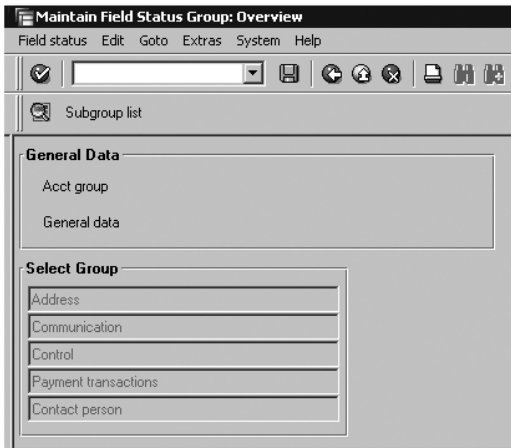 Maintain Field Status Group: Overview
Field status Edit Goto Extras System Help
Subgroup list
General Data
Acct group
General data
Select Group
Address
Communication
Control
Payment transactions
Contact person